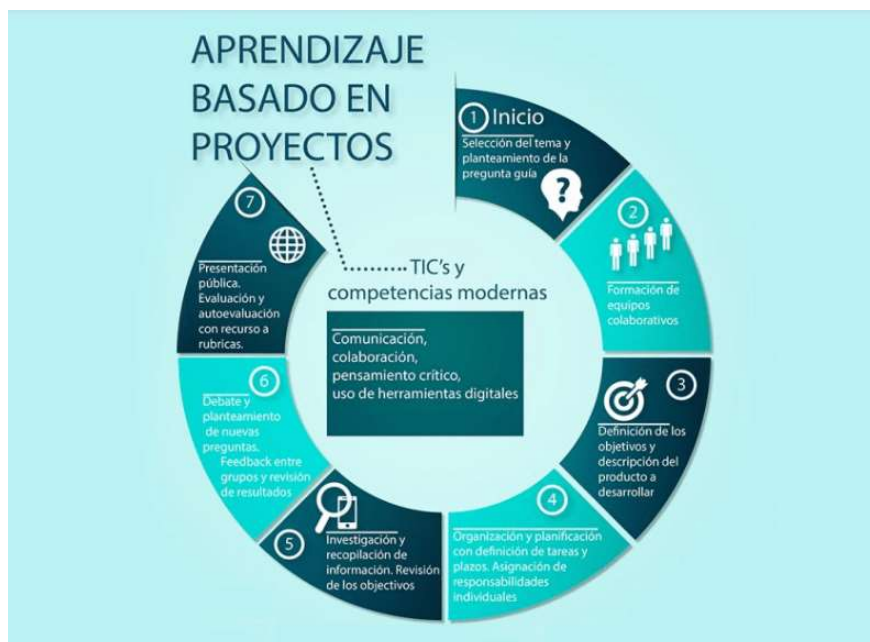 APRENDIZAJE
BASADO EN
PROYECTOS
1 Inicio
Selección del tema y
planteamiento de la
pregunta guía
?
2
Formación de
equipos
colaborativos
3
Definición de los
objetivos y
descripción del
producto a
desarrollar
4
Organización y planificación
con definición de tareas y
plazos. Asignación de
responsabilidades
individuales
5
Investigación y
recopilación de
información. Revisión
de los objectivos
6
Debate y
planteamiento
de nuevas
preguntas.
Feedback entre
grupos y revisión
de resultados
7
Presentación
pública.
Evaluación y
autoevaluación
con recurso a
rubricas.
TIC's y
competencias modernas
Comunicación,
colaboración,
pensamiento crítico,
uso de herramientas digitales